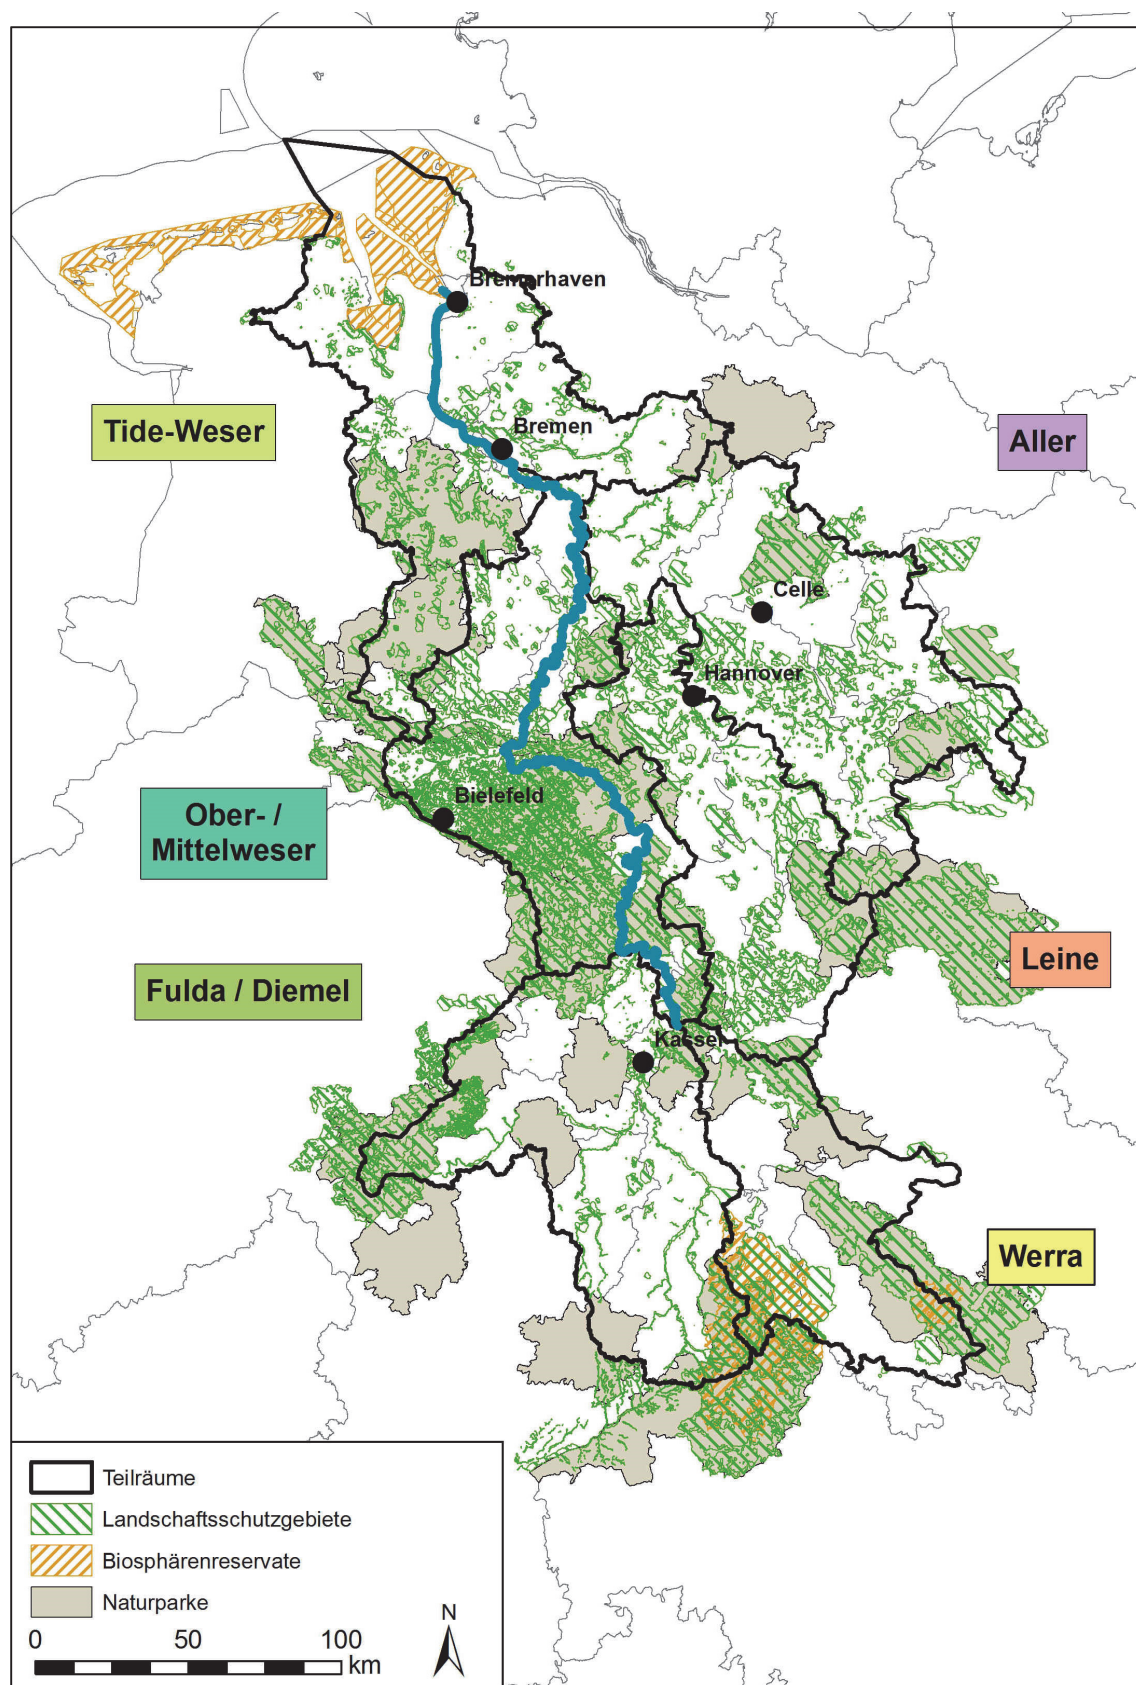 Bremerhaven
Tide-Weser
Bremen
Aller
Celle
Hannover
Ober- /
Mittelweser
Bielefeld
Leine
Fulda / Diemel
Kassel
Werra
Teilräume
Landschaftsschutzgebiete
Biosphärenreservate
Naturparke
N
0 50 100
km